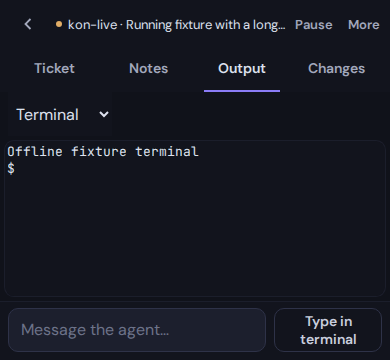 kon-live · Running fixture with a long... Pause More
Ticket Notes Output Changes
Terminal
Offline fixture terminal
$
Message the agent...
Type in
terminal